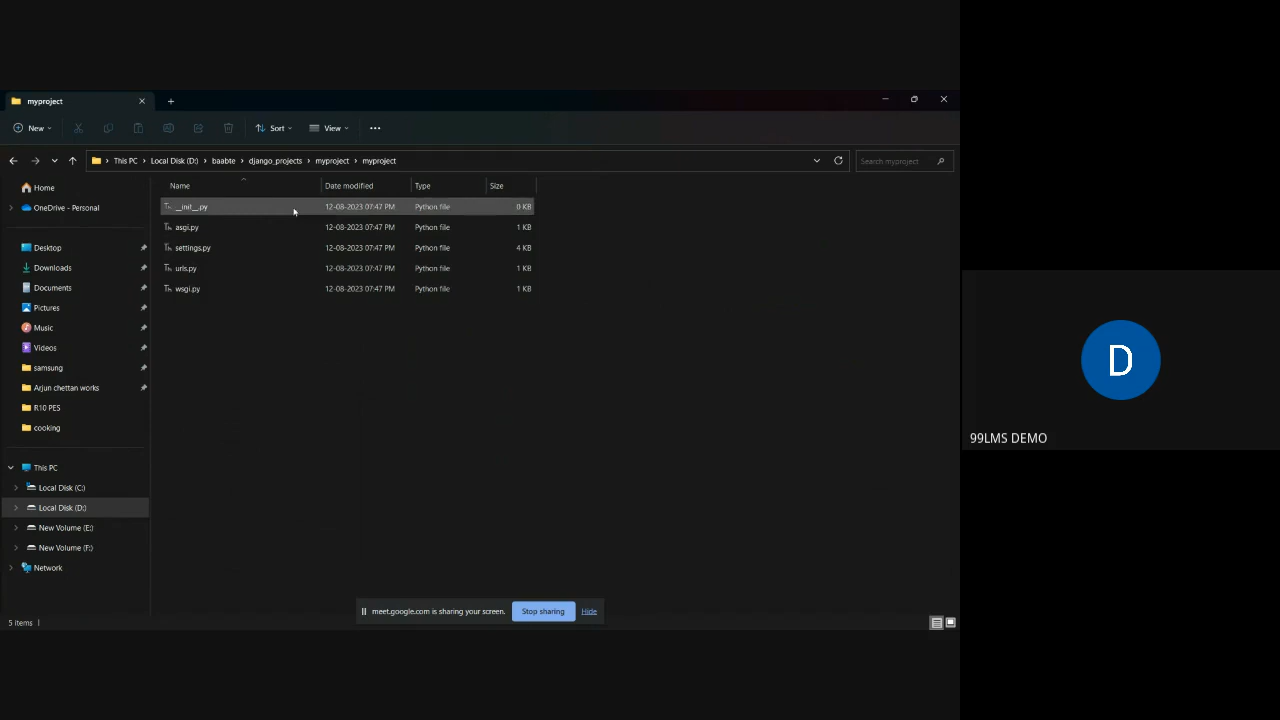 myproject
New
Sort
View
This PC
Local Disk (D:)
baabte
django_projects
myproject
myproject
Search myproject
Home
OneDrive - Personal
Desktop
Downloads
Documents
Pictures
Music
Videos
samsung
Arjun chettan works
R10 PES
cooking
This PC
Local Disk (C:)
Local Disk (D:)
New Volume (E:)
New Volume (F:)
Network
Name Date modified Type Size
__init__.py 12-08-2023 07:47 PM Python file 0 KB
asgi.py 12-08-2023 07:47 PM Python file 1 KB
settings.py 12-08-2023 07:47 PM Python file 4 KB
urls.py 12-08-2023 07:47 PM Python file 1 KB
wsgi.py 12-08-2023 07:47 PM Python file 1 KB
meet.google.com is sharing your screen. Stop sharing Hide
5 items
D
99LMS DEMO